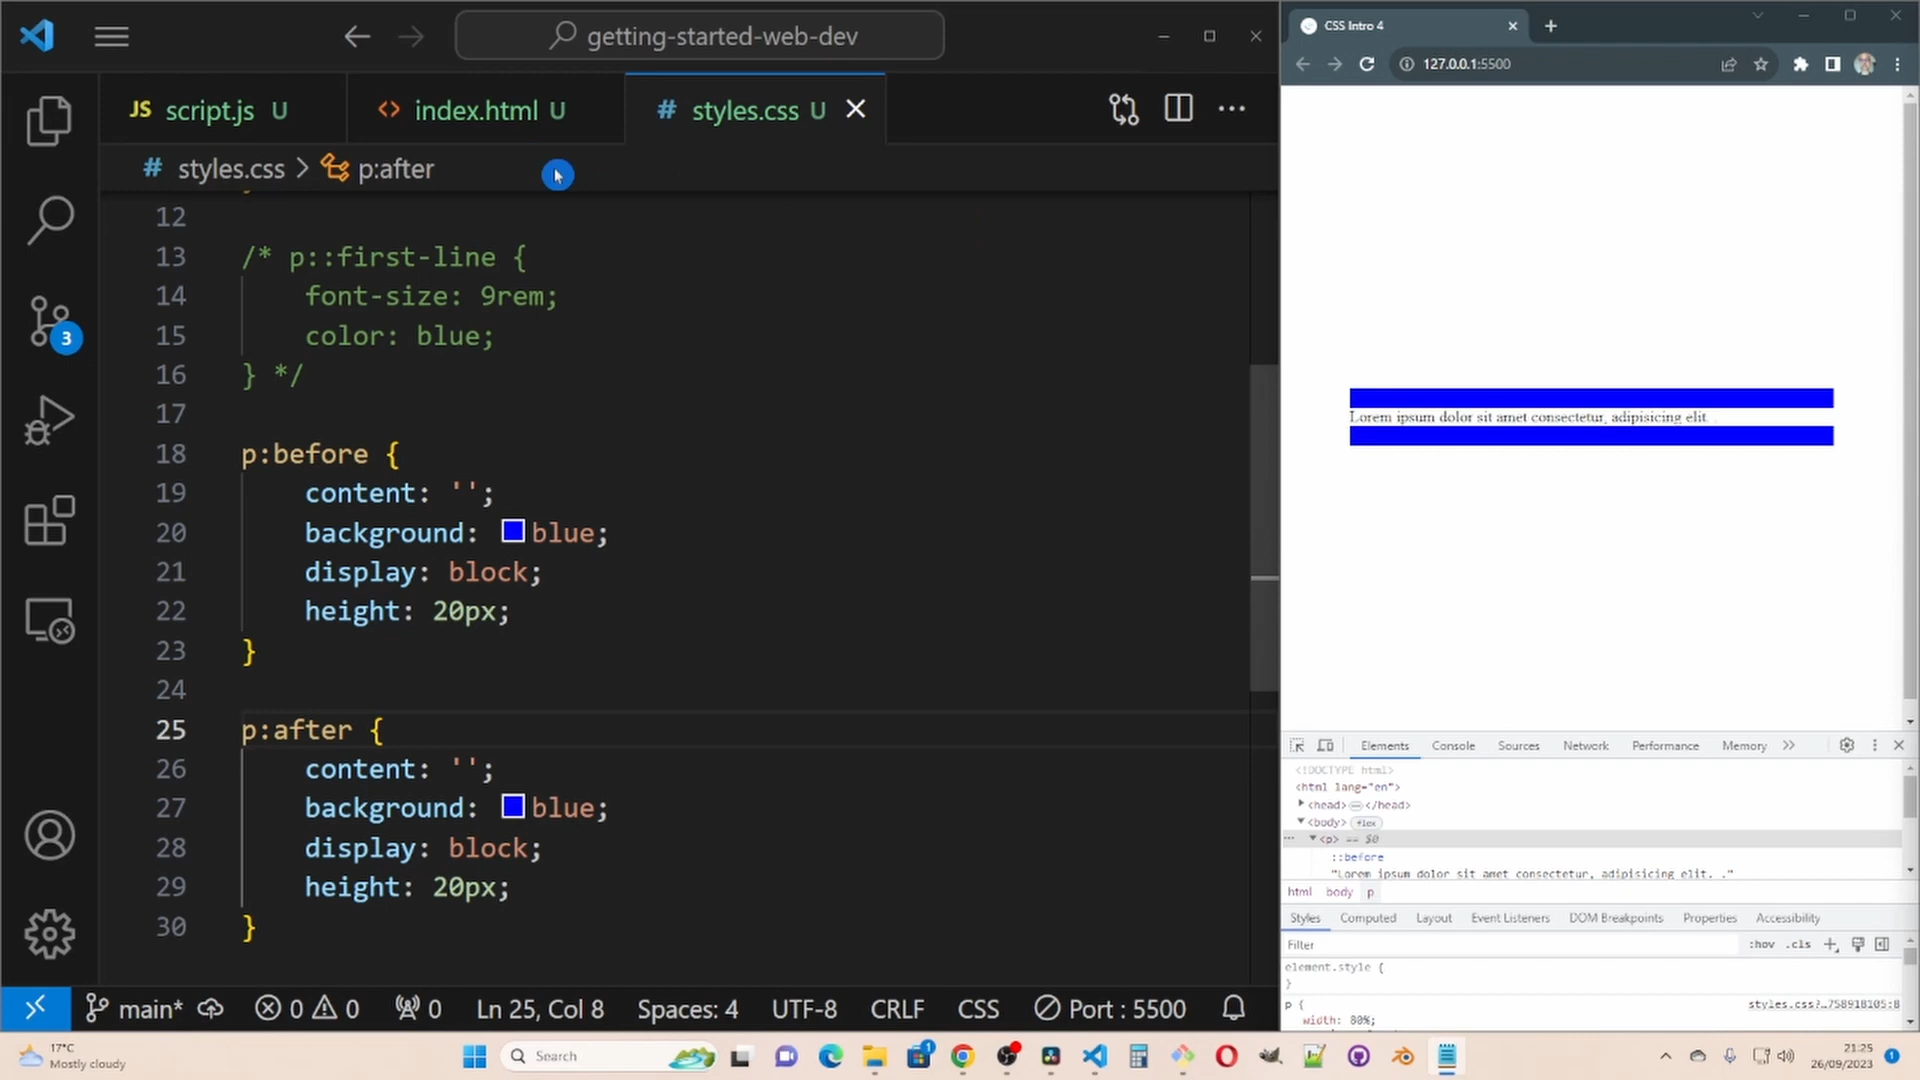 getting-started-web-dev
JS script.js U
<> index.html U
# styles.css U
# styles.css > p:after
12
13 /* p::first-line {
14 font-size: 9rem;
15 color: blue;
16 } */
17
18 p:before {
19 content: '';
20 background: blue;
21 display: block;
22 height: 20px;
23 }
24
25 p:after {
26 content: '';
27 background: blue;
28 display: block;
29 height: 20px;
30 }
3
main* 0 0 0 Ln 25, Col 8 Spaces: 4 UTF-8 CRLF CSS Port : 5500
CSS Intro 4
127.0.0.1:5500
Lorem ipsum dolor sit amet consectetur, adipisicing elit. .
Elements Console Sources Network Performance Memory
<!DOCTYPE html>
<html lang="en">
<head></head>
<body> flex
<p> == $0
::before
"Lorem ipsum dolor sit amet consectetur, adipisicing elit. ."
html body p
Styles Computed Layout Event Listeners DOM Breakpoints Properties Accessibility
Filter :hov .cls
element.style {
}
p { styles.css?…758918105:8
width: 80%;
17°C
Mostly cloudy
Search
1
21:25
26/09/2023
1